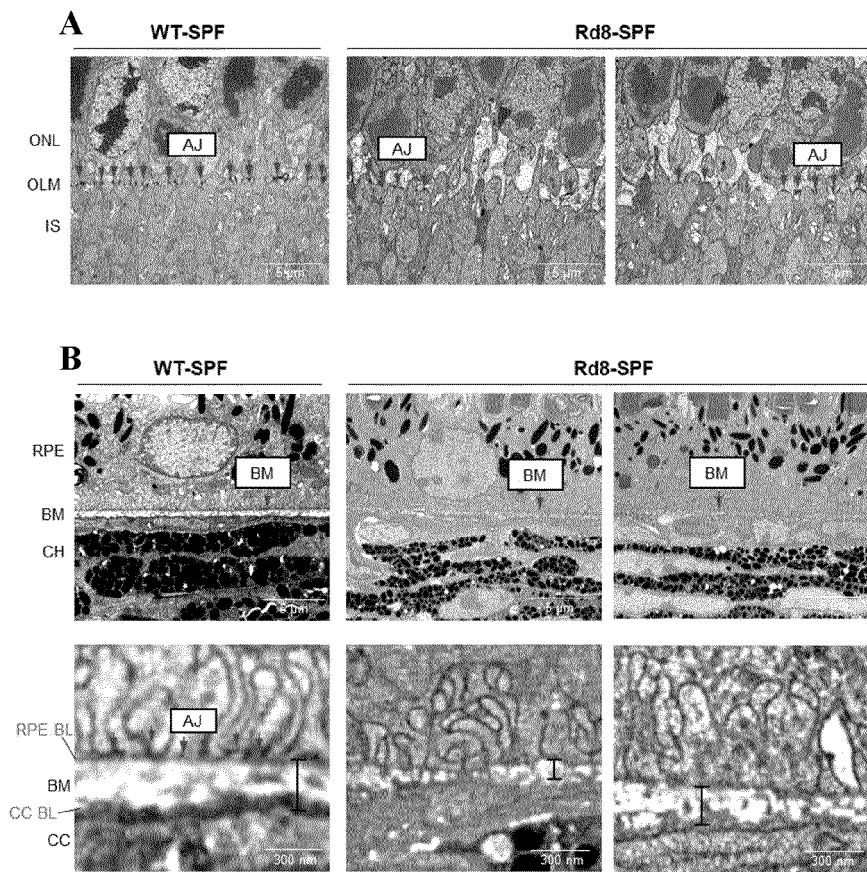 A
WT-SPF
Rd8-SPF
ONL
OLM
IS
AJ
AJ
AJ
5 µm
5 µm
5 µm
B
WT-SPF
Rd8-SPF
RPE
BM
CH
BM
BM
BM
5 µm
5 µm
RPE BL
BM
CC BL
CC
AJ
300 nm
300 nm
300 nm